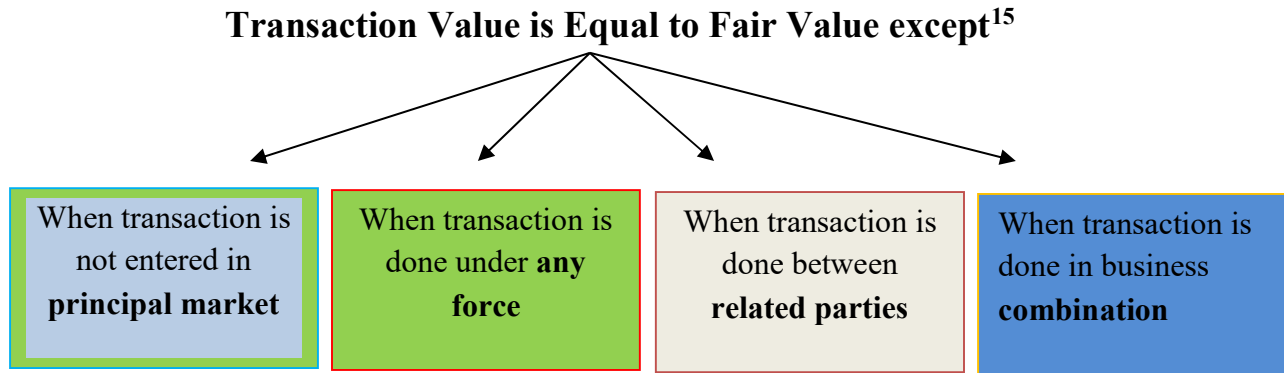 Transaction Value is Equal to Fair Value except15
When transaction is
not entered in
principal market
When transaction is
done under any
force
When transaction is
done between
related parties
When transaction is
done in business
combination